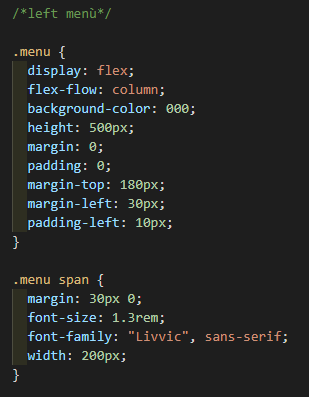 /*left menù*/
.menu {
display: flex;
flex-flow: column;
background-color: 000;
height: 500px;
margin: 0;
padding: 0;
margin-top: 180px;
margin-left: 30px;
padding-left: 10px;
}
.menu span {
margin: 30px 0;
font-size: 1.3rem;
font-family: "Livvic", sans-serif;
width: 200px;
}